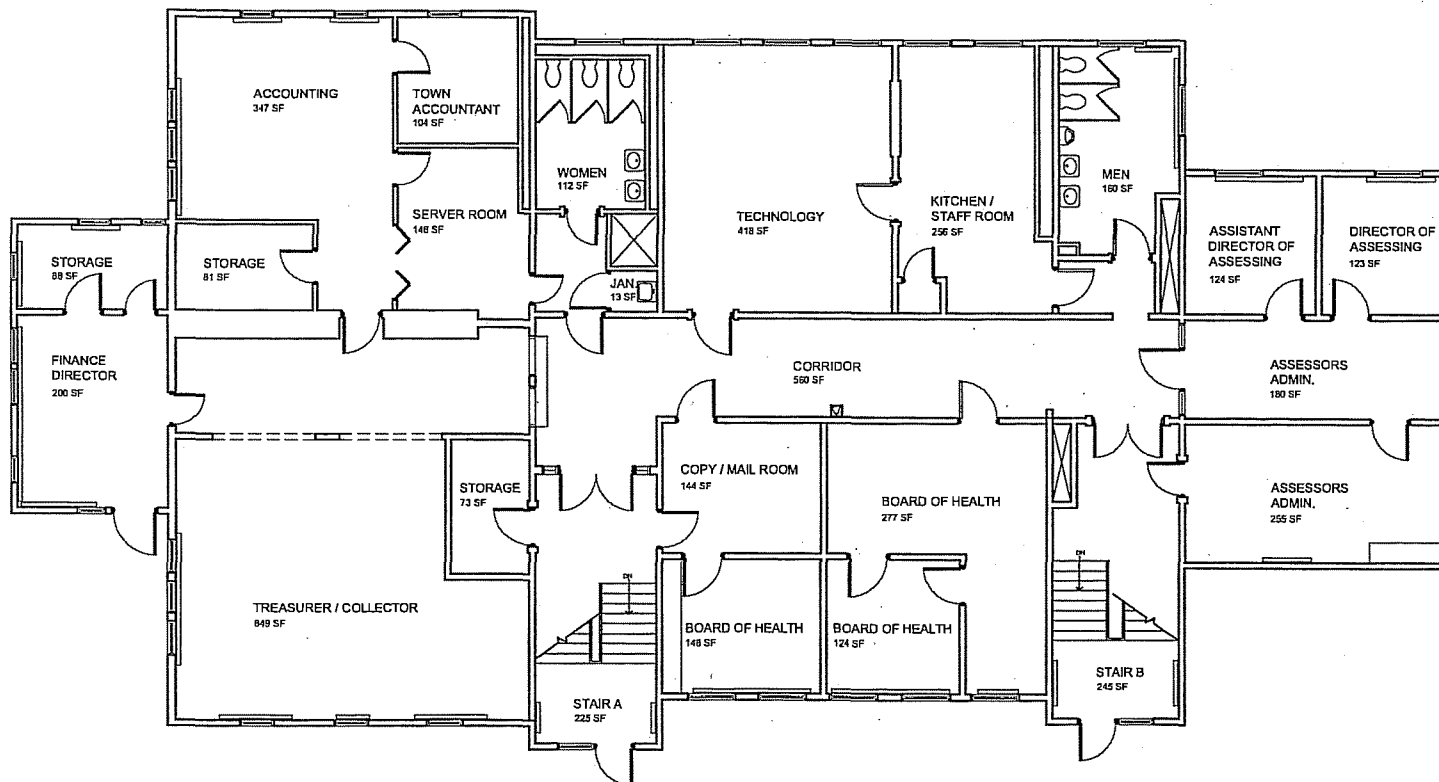 ACCOUNTING
347 SF
TOWN
ACCOUNTANT
104 SF
WOMEN
112 SF
TECHNOLOGY
418 SF
KITCHEN /
STAFF ROOM
256 SF
MEN
160 SF
SERVER ROOM
146 SF
STORAGE
88 SF
STORAGE
81 SF
JAN.
13 SF
ASSISTANT
DIRECTOR OF
ASSESSING
124 SF
DIRECTOR OF
ASSESSING
123 SF
FINANCE
DIRECTOR
200 SF
CORRIDOR
560 SF
ASSESSORS
ADMIN.
180 SF
STORAGE
73 SF
COPY / MAIL ROOM
144 SF
BOARD OF HEALTH
277 SF
ASSESSORS
ADMIN.
255 SF
DN
DN
TREASURER / COLLECTOR
849 SF
BOARD OF HEALTH
148 SF
BOARD OF HEALTH
124 SF
STAIR A
225 SF
STAIR B
245 SF